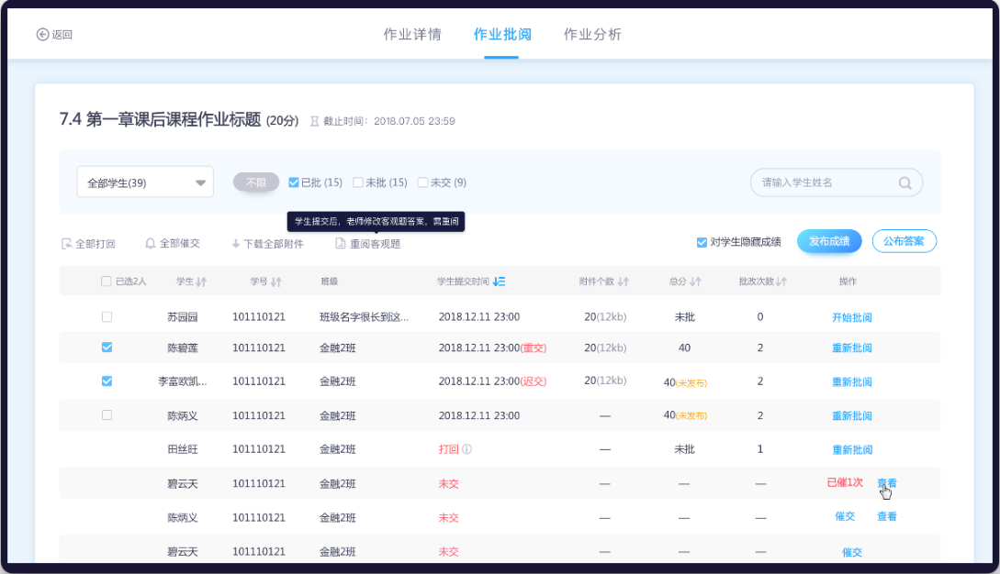 返回 作业详情 作业批阅 作业分析
7.4 第一章课后课程作业标题 (20分) 截止时间: 2018.07.05 23:59
全部学生(39) 不限 已批 (15) 未批 (15) 未交 (9) 请输入学生姓名
学生提交后，老师修改客观题答案，需重阅
全部打回 全部催交 下载全部附件 重阅客观题 对学生隐藏成绩 发布成绩 公布答案
已选2人 学生 学号 班级 学生提交时间 附件个数 总分 批改次数 操作
苏园园 101110121 班级名字很长到这... 2018.12.11 23:00 20(12kb) 未批 0 开始批阅
陈碧莲 101110121 金融2班 2018.12.11 23:00(重交) 20(12kb) 40 2 重新批阅
李富欧凯... 101110121 金融2班 2018.12.11 23:00(迟交) 20(12kb) 40(未发布) 2 重新批阅
陈炳义 101110121 金融2班 2018.12.11 23:00 — 40(未发布) 2 重新批阅
田丝旺 101110121 金融2班 打回 — 未批 1 重新批阅
碧云天 101110121 金融2班 未交 — — — 已催1次 查看
陈炳义 101110121 金融2班 未交 — — — 催交 查看
碧云天 101110121 金融2班 未交 — — — 催交